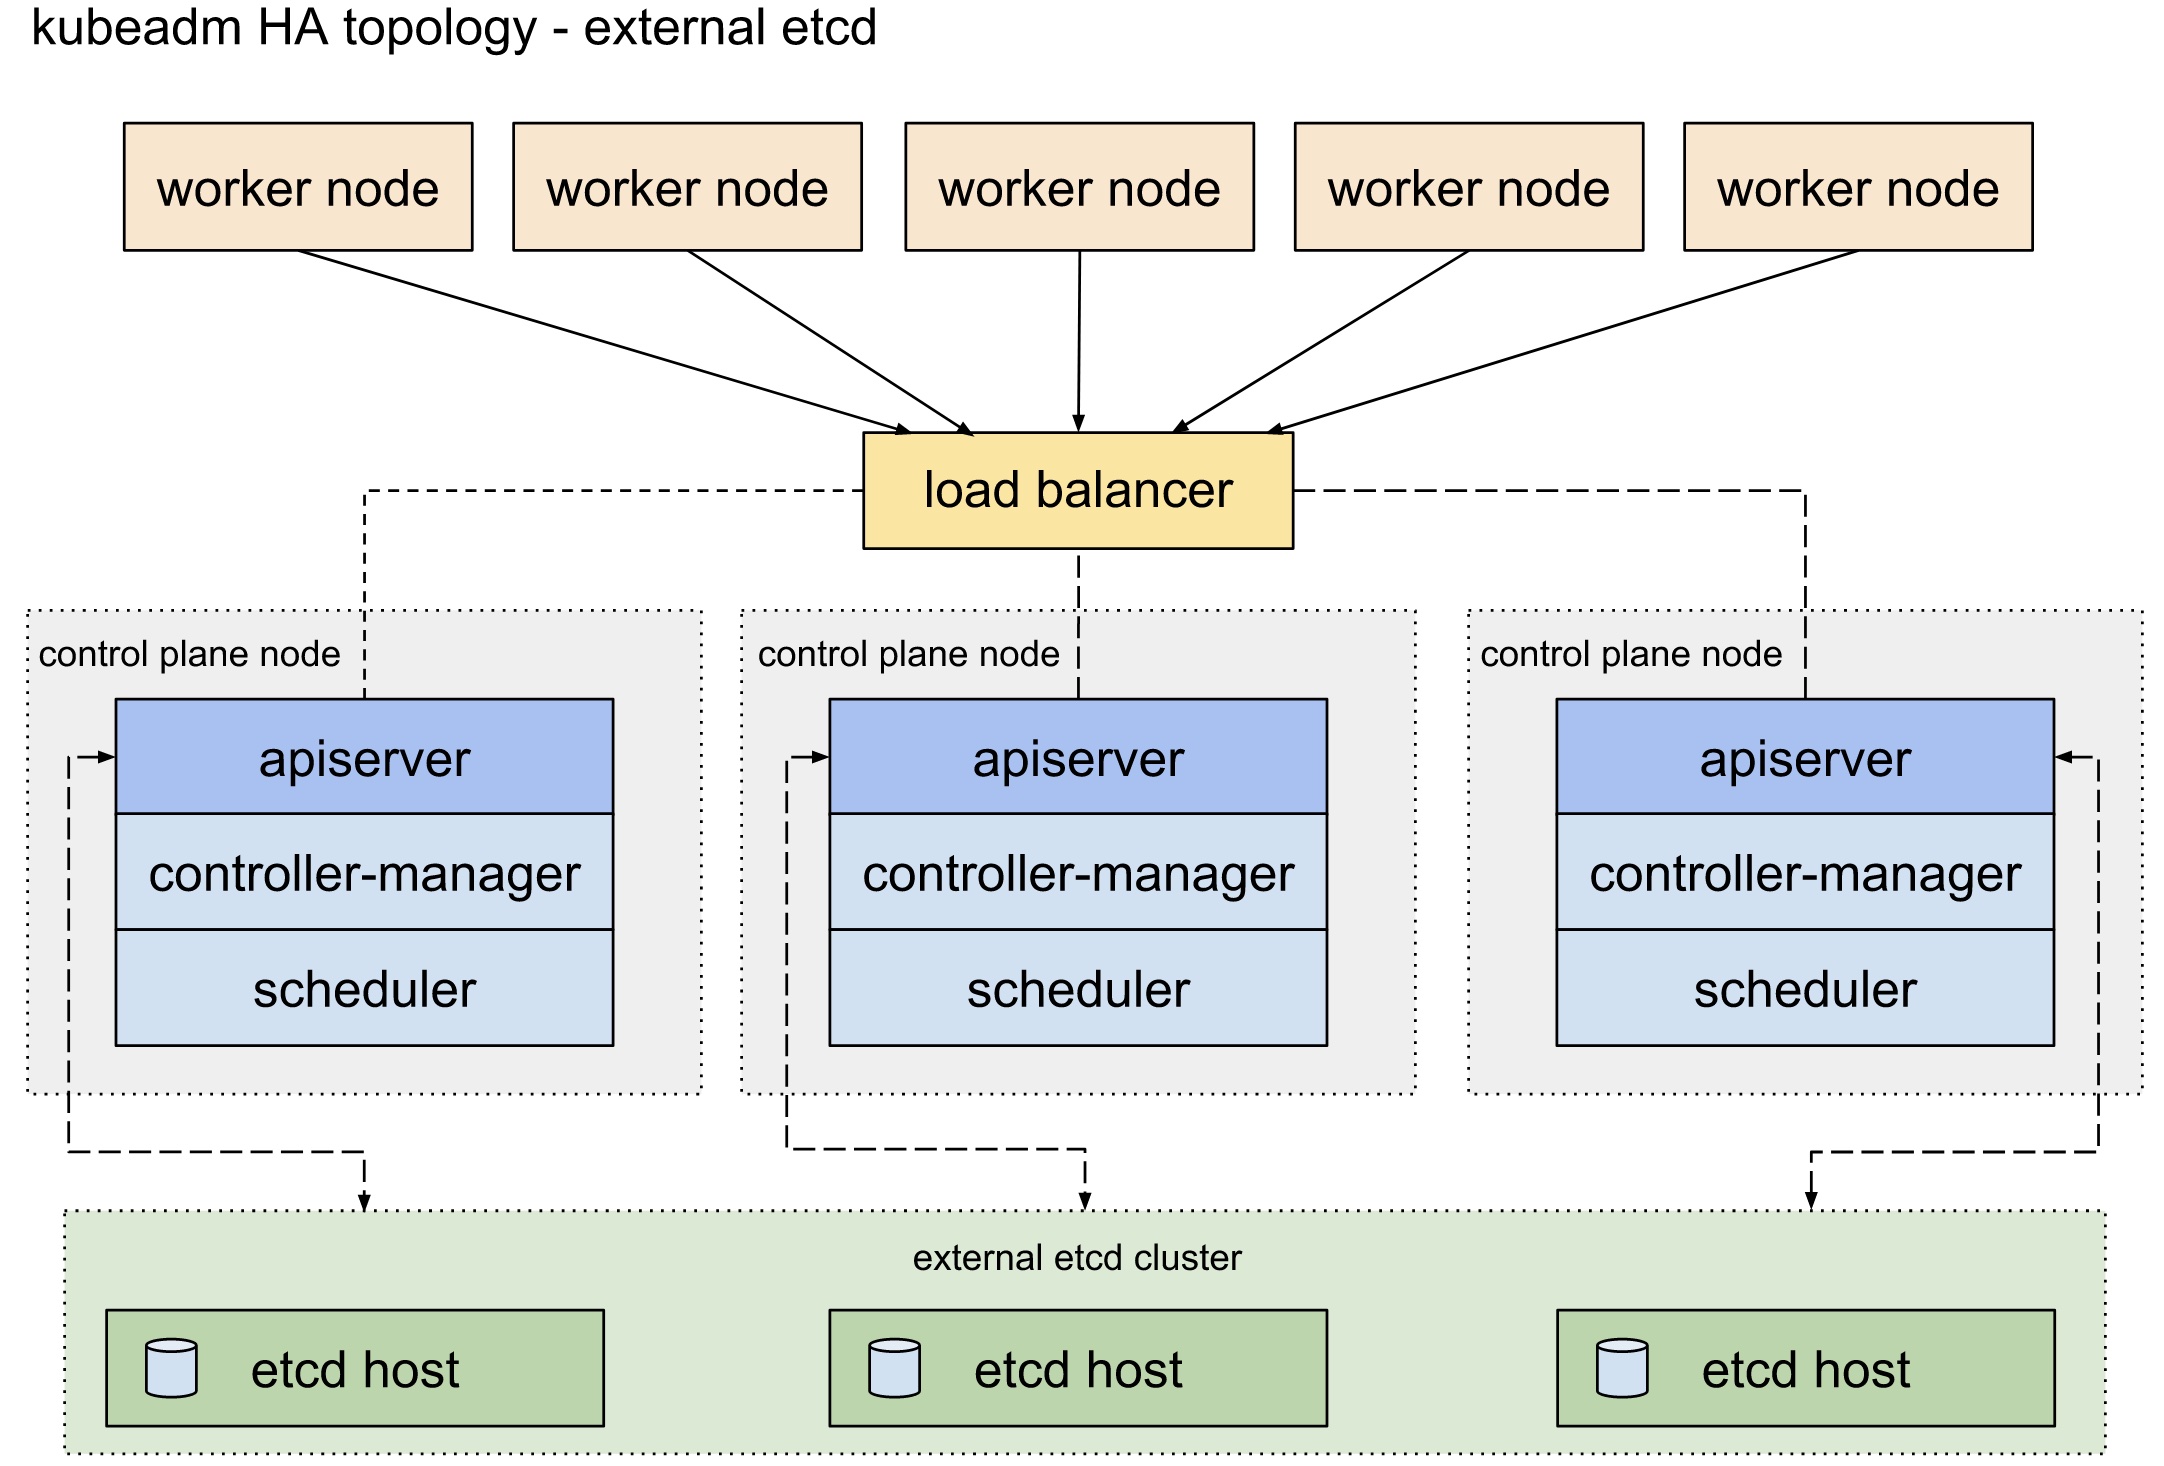 kubeadm HA topology - external etcd
worker node
worker node
worker node
worker node
worker node
load balancer
control plane node
apiserver
controller-manager
scheduler
control plane node
apiserver
controller-manager
scheduler
control plane node
apiserver
controller-manager
scheduler
external etcd cluster
etcd host
etcd host
etcd host